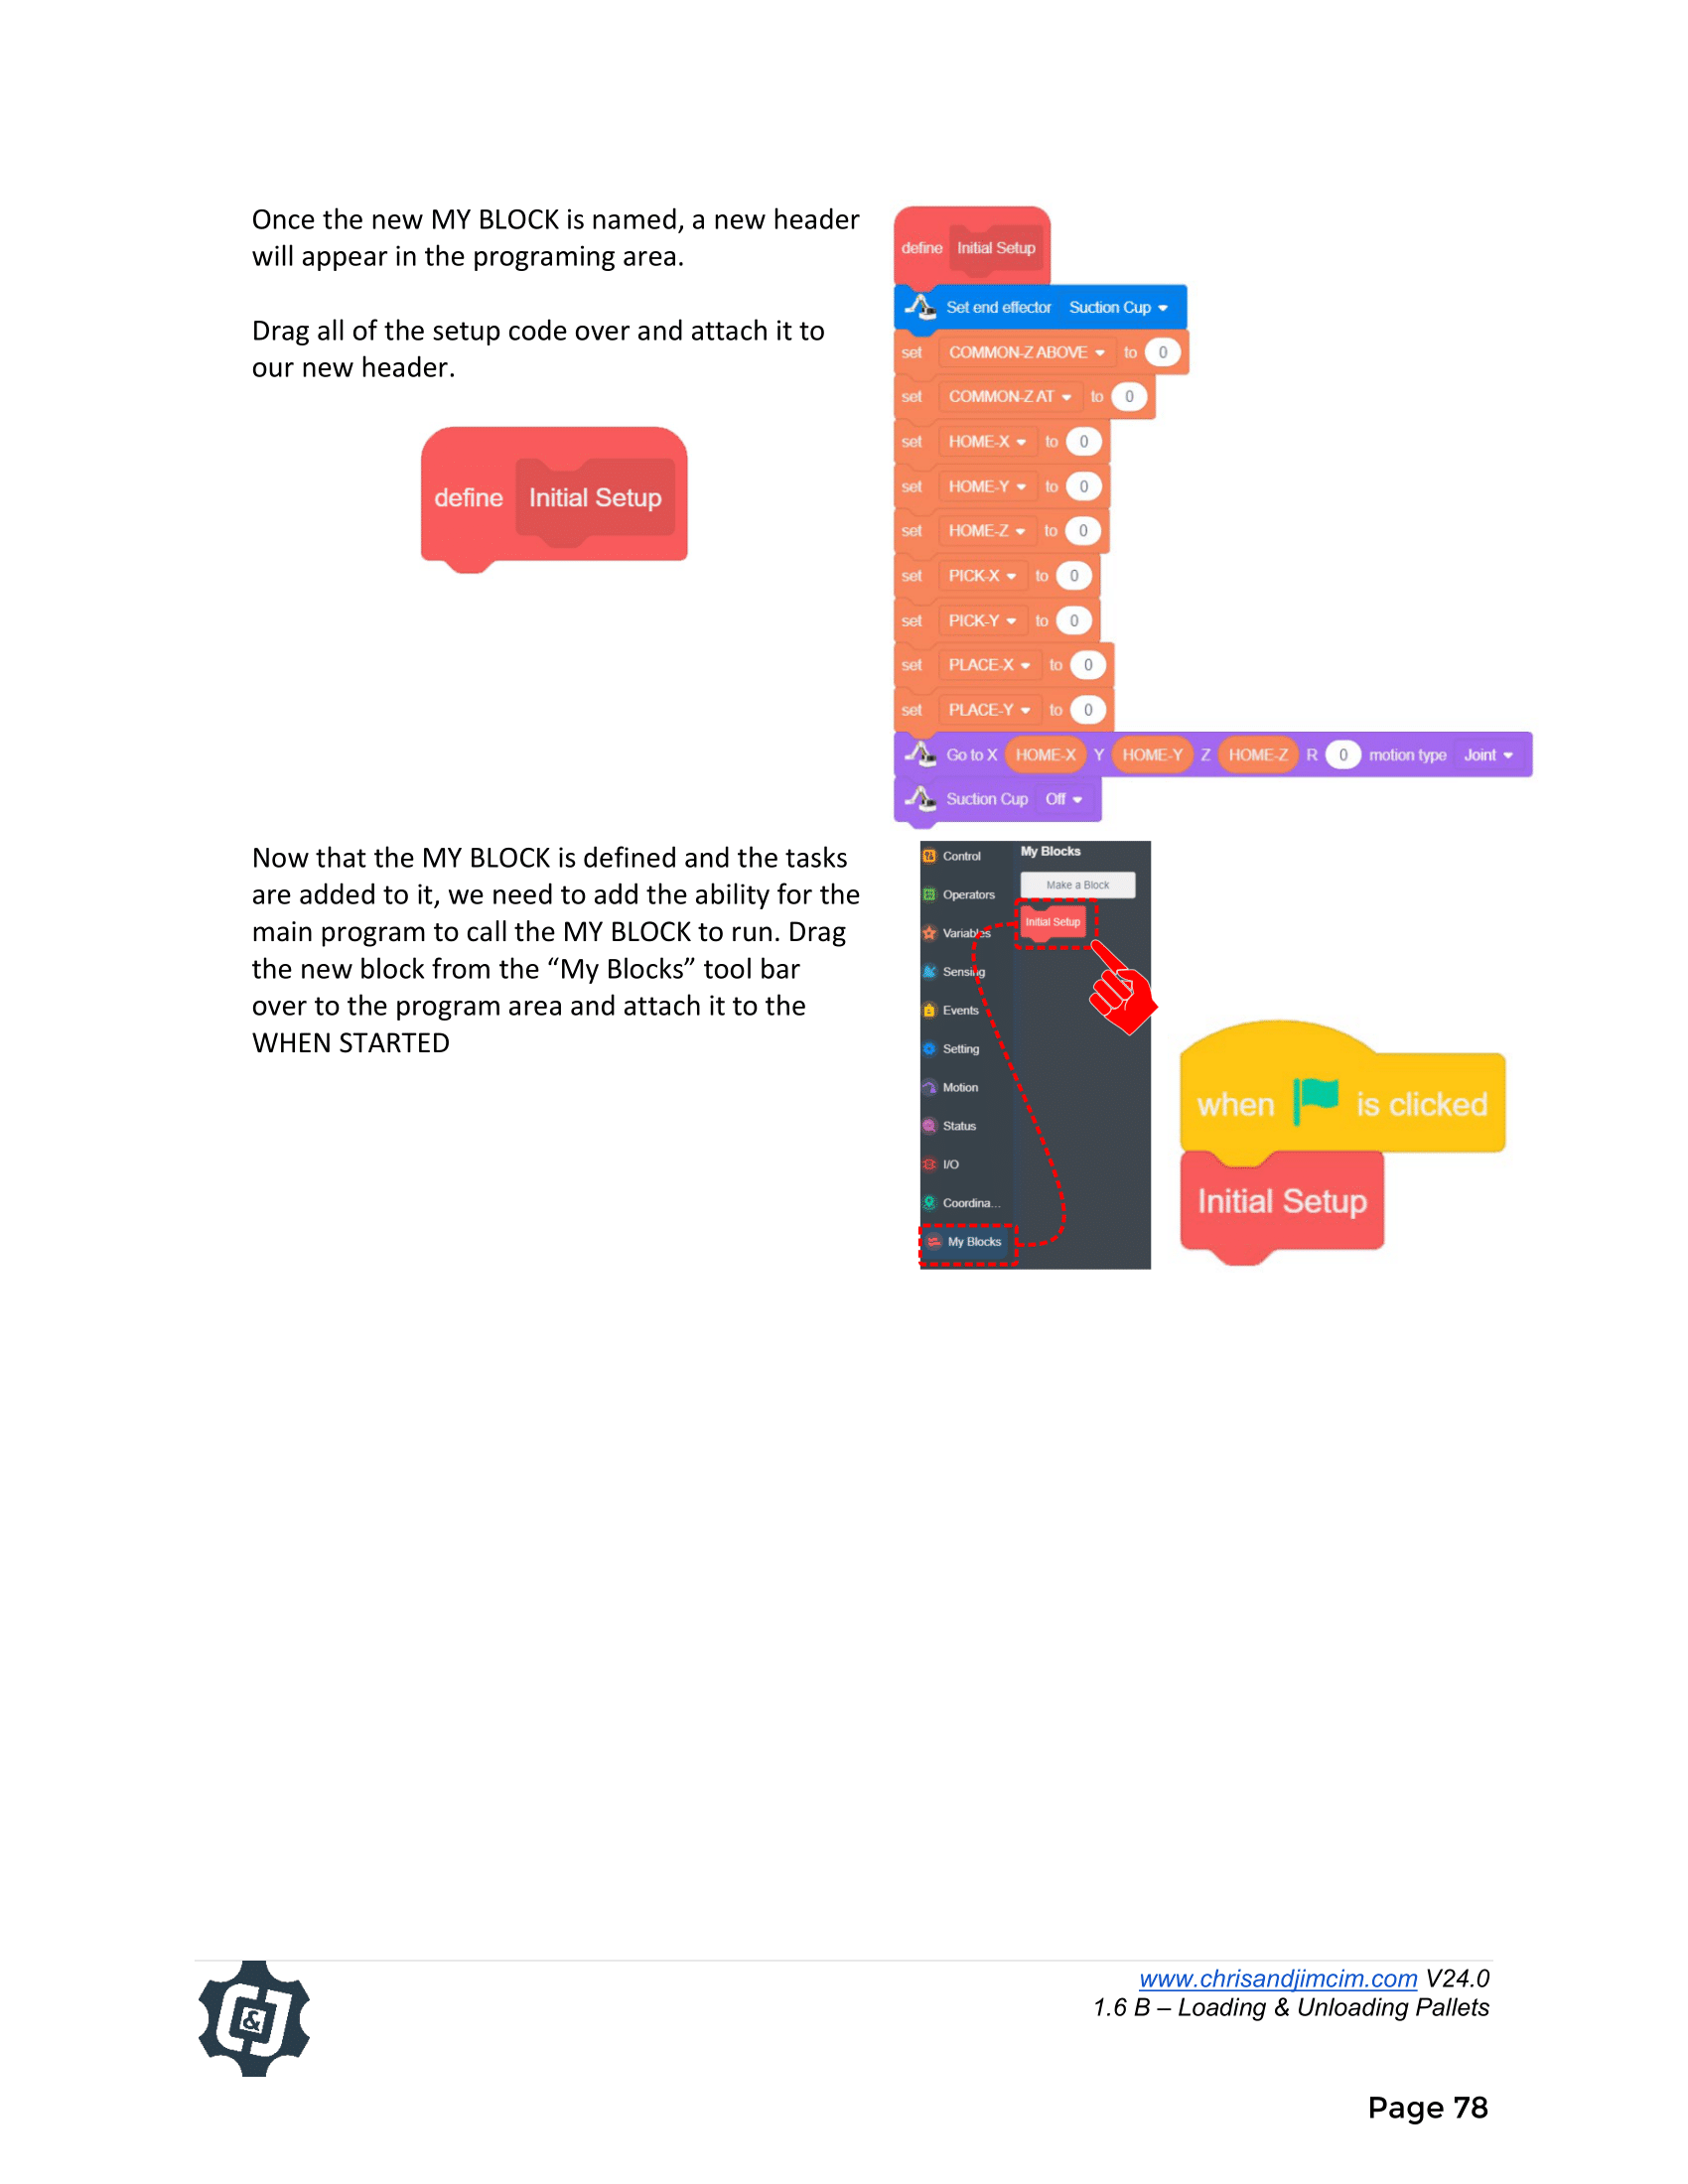 Once the new MY BLOCK is named, a new header
will appear in the programing area.
Drag all of the setup code over and attach it to
our new header.
define Initial Setup
define Initial Setup
Set end effector Suction Cup
set COMMON-Z ABOVE to 0
set COMMON-Z AT to 0
set HOME-X to 0
set HOME-Y to 0
set HOME-Z to 0
set PICK-X to 0
set PICK-Y to 0
set PLACE-X to 0
set PLACE-Y to 0
Go to X HOME-X Y HOME-Y Z HOME-Z R 0 motion type Joint
Suction Cup Off
Now that the MY BLOCK is defined and the tasks
are added to it, we need to add the ability for the
main program to call the MY BLOCK to run. Drag
the new block from the “My Blocks” tool bar
over to the program area and attach it to the
WHEN STARTED
Control
Operators
Variables
Sensing
Events
Setting
Motion
Status
I/O
Coordina...
My Blocks
My Blocks
Make a Block
Initial Setup
when is clicked
Initial Setup
&
www.chrisandjimcim.com V24.0
1.6 B – Loading & Unloading Pallets
Page 78